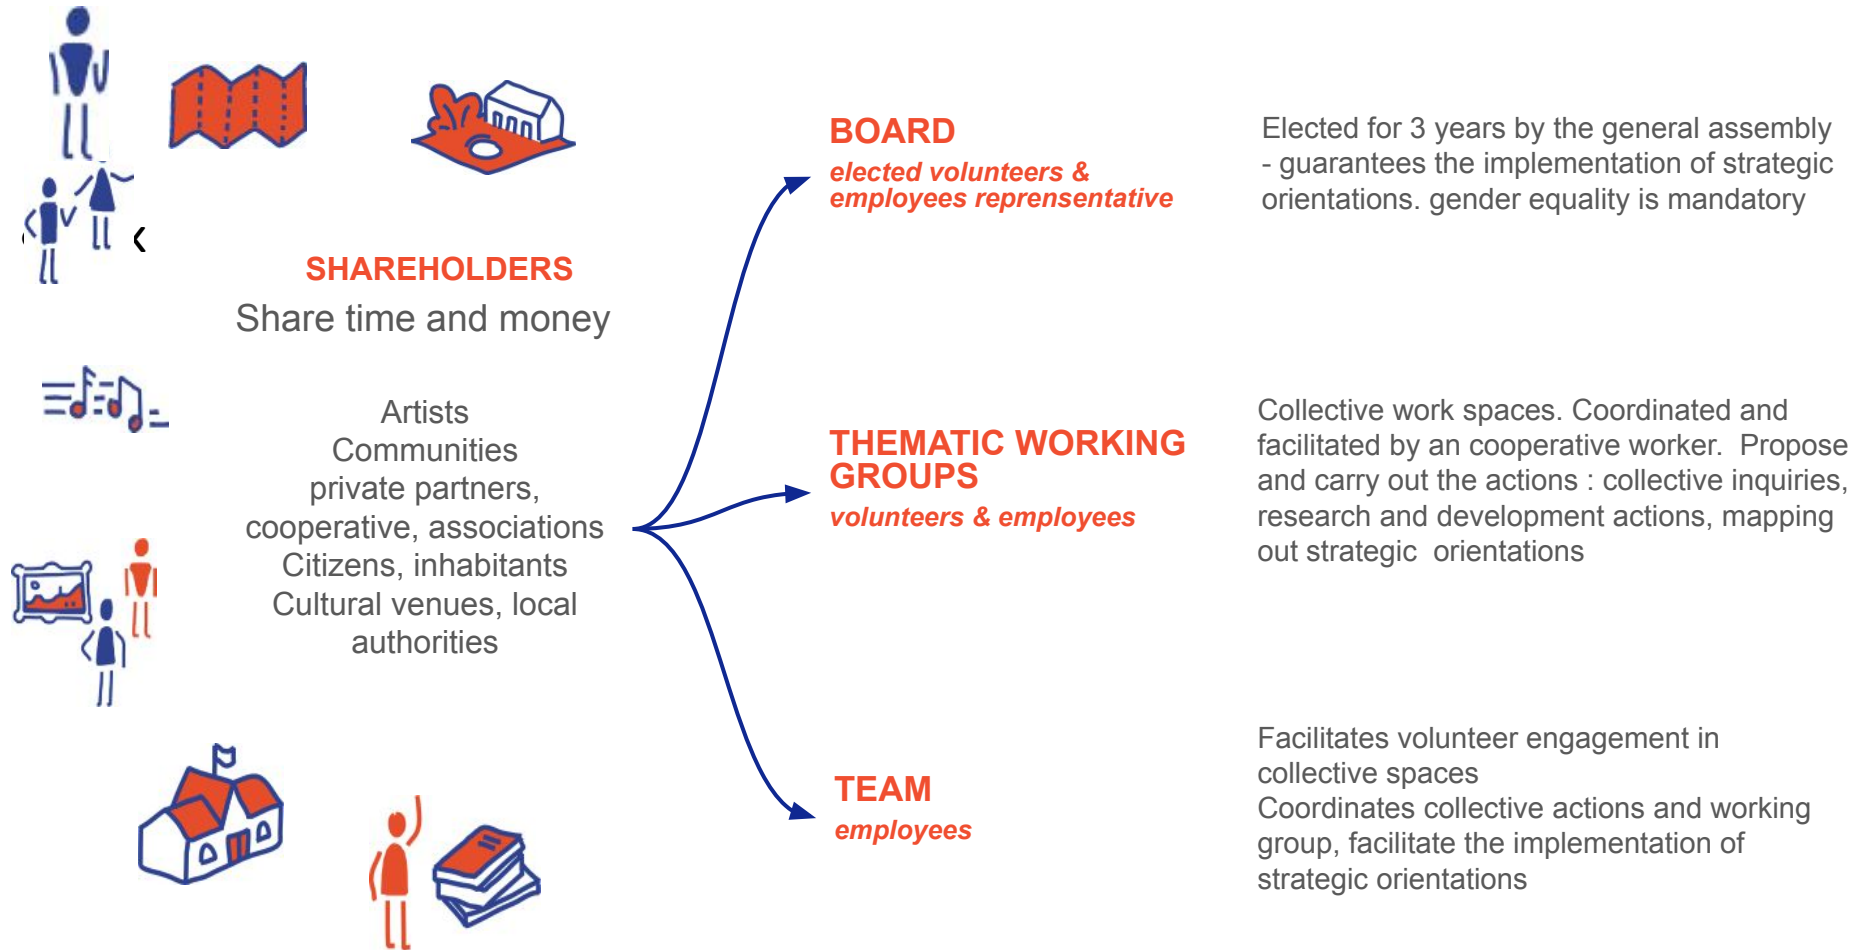 SHAREHOLDERS
Share time and money
Artists
Communities
private partners,
cooperative, associations
Citizens, inhabitants
Cultural venues, local
authorities
BOARD
elected volunteers &
employees reprensentative
Elected for 3 years by the general assembly
- guarantees the implementation of strategic
orientations. gender equality is mandatory
THEMATIC WORKING
GROUPS
volunteers & employees
Collective work spaces. Coordinated and
facilitated by an cooperative worker.  Propose
and carry out the actions : collective inquiries,
research and development actions, mapping
out strategic  orientations
TEAM
employees
Facilitates volunteer engagement in
collective spaces
Coordinates collective actions and working
group, facilitate the implementation of
strategic orientations